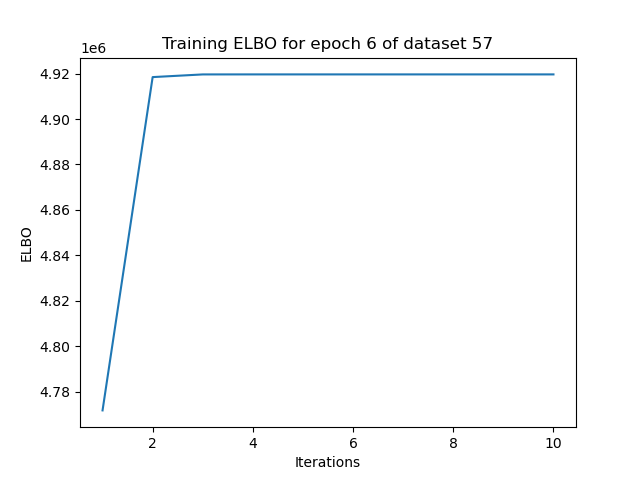 Training ELBO for epoch 6 of dataset 57
1e6
4.92
4.90
4.88
4.86
4.84
4.82
4.80
4.78
ELBO
2 4 6 8 10
Iterations